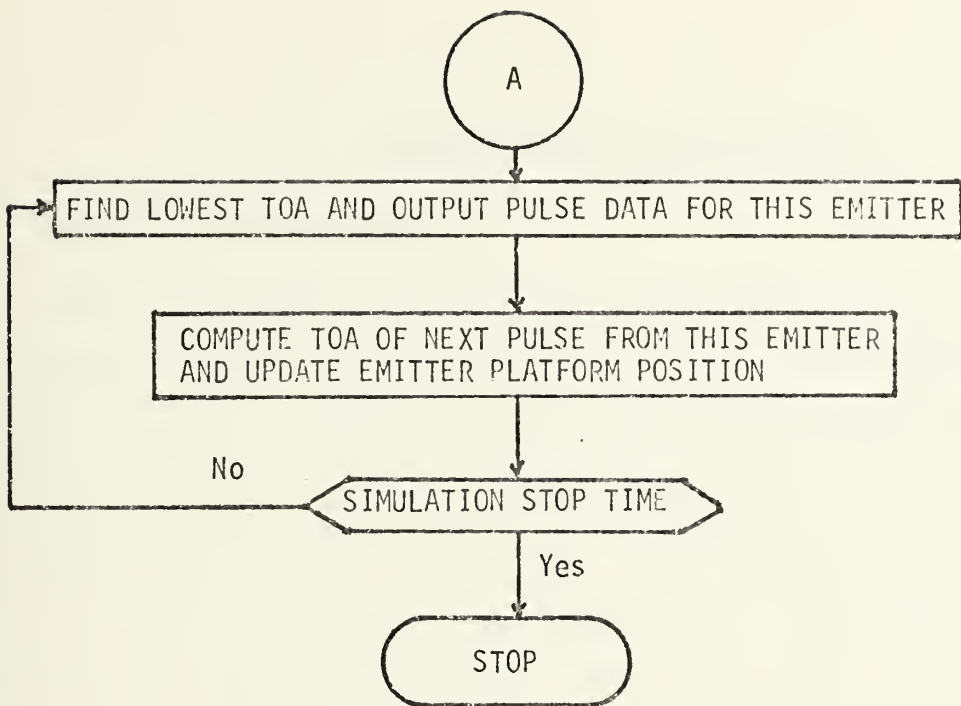 A
FIND LOWEST TOA AND OUTPUT PULSE DATA FOR THIS EMITTER
COMPUTE TOA OF NEXT PULSE FROM THIS EMITTER
AND UPDATE EMITTER PLATFORM POSITION
No
SIMULATION STOP TIME
Yes
STOP